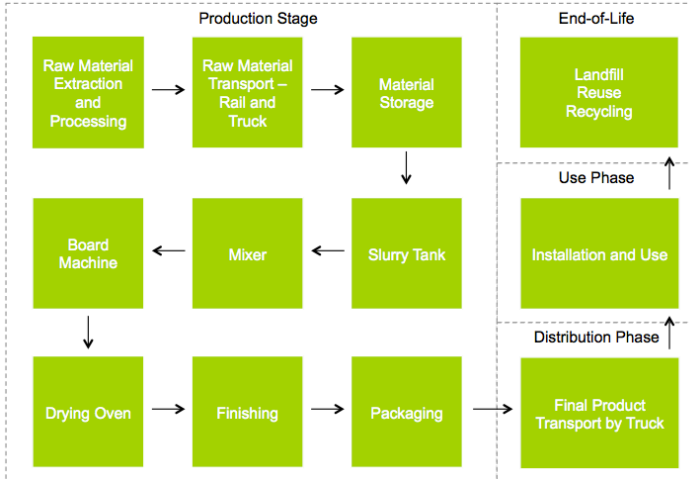 Production Stage
End-of-Life
Raw Material
Extraction
and
Processing
Raw Material
Transport –
Rail and
Truck
Material
Storage
Landfill
Reuse
Recycling
Use Phase
Board
Machine
Mixer
Slurry Tank
Installation and Use
Distribution Phase
Drying Oven
Finishing
Packaging
Final Product
Transport by Truck